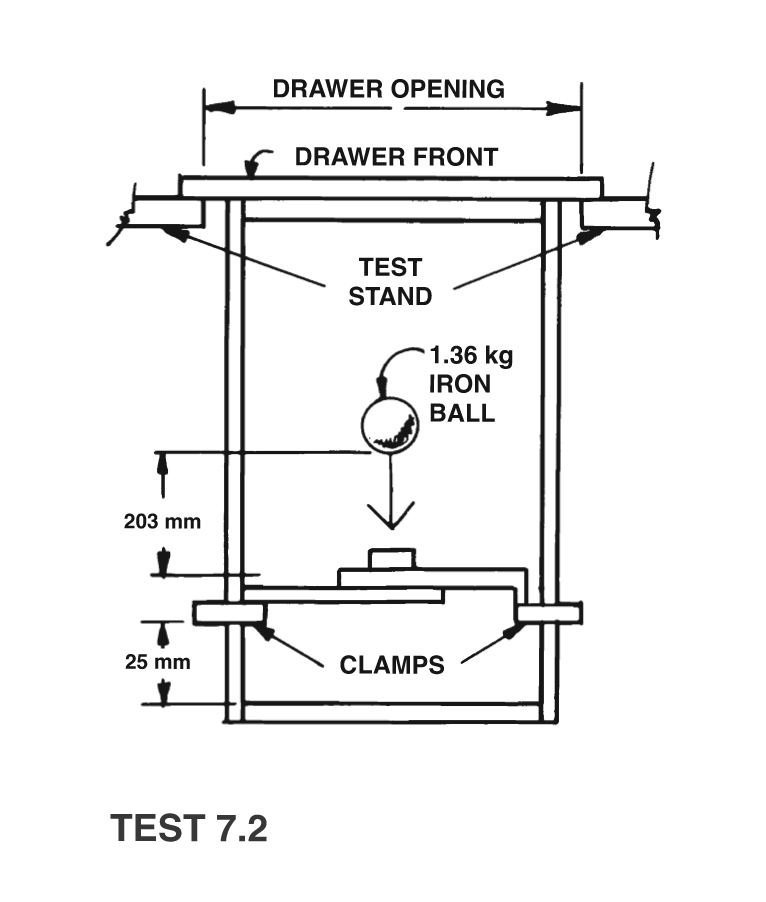 DRAWER OPENING
DRAWER FRONT
TEST
STAND
1.36 kg
IRON
BALL
203 mm
25 mm
CLAMPS
TEST 7.2